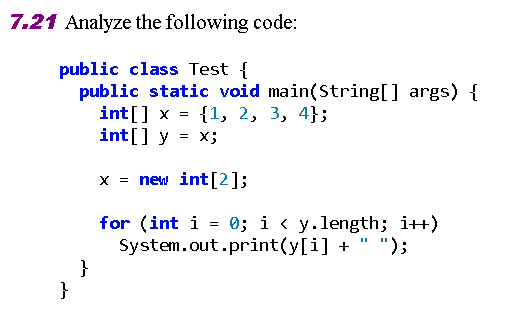 7.21 Analyze the following code:
public class Test {
public static void main(String[] args) {
int[] x = {1, 2, 3, 4};
int[] y = x;
x = new int[2];
for (int i = 0; i < y.length; i++)
System.out.print(y[i] + " ");
}
}